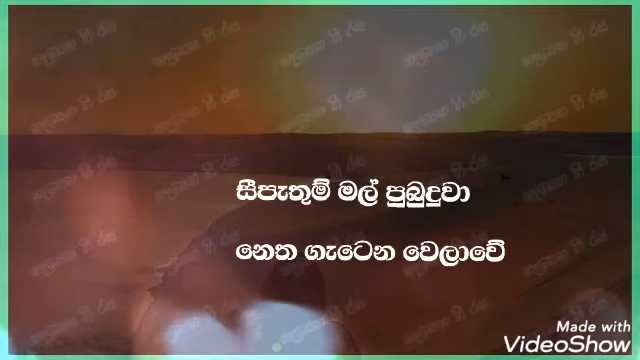 සීපැතුම් මල් පුබුදුවා
නෙත ගැටෙන වෙලාවේ
Made with
VideoShow